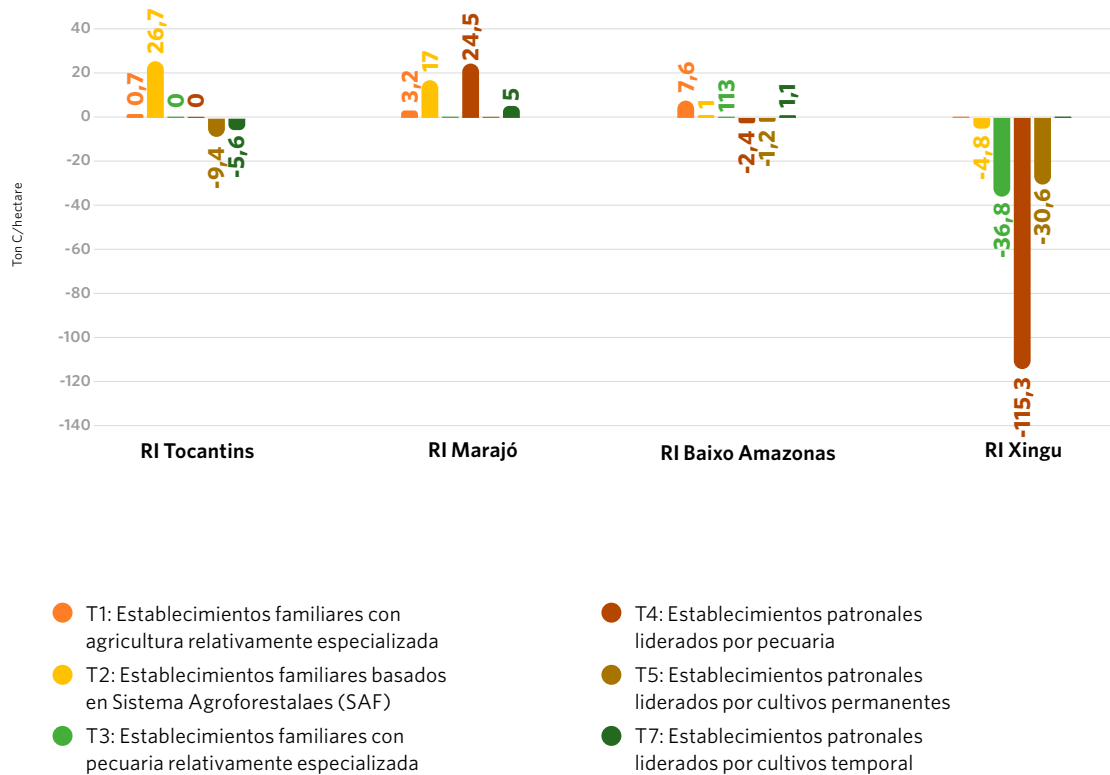 40
20
0
-20
-40
-60
-80
-100
-120
-140
Ton C/hectare
0,7
26,7
0
0
-9,4
-5,6
3,2
17
24,5
5
7,6
1
113
-2,4
-1,2
1,1
-4,8
-36,8
-115,3
-30,6
RI Tocantins
RI Marajó
RI Baixo Amazonas
RI Xingu
T1: Establecimientos familiares con
agricultura relativamente especializada
T2: Establecimientos familiares basados
en Sistema Agroforestalaes (SAF)
T3: Establecimientos familiares con
pecuaria relativamente especializada
T4: Establecimientos patronales
liderados por pecuaria
T5: Establecimientos patronales
liderados por cultivos permanentes
T7: Establecimientos patronales
liderados por cultivos temporal